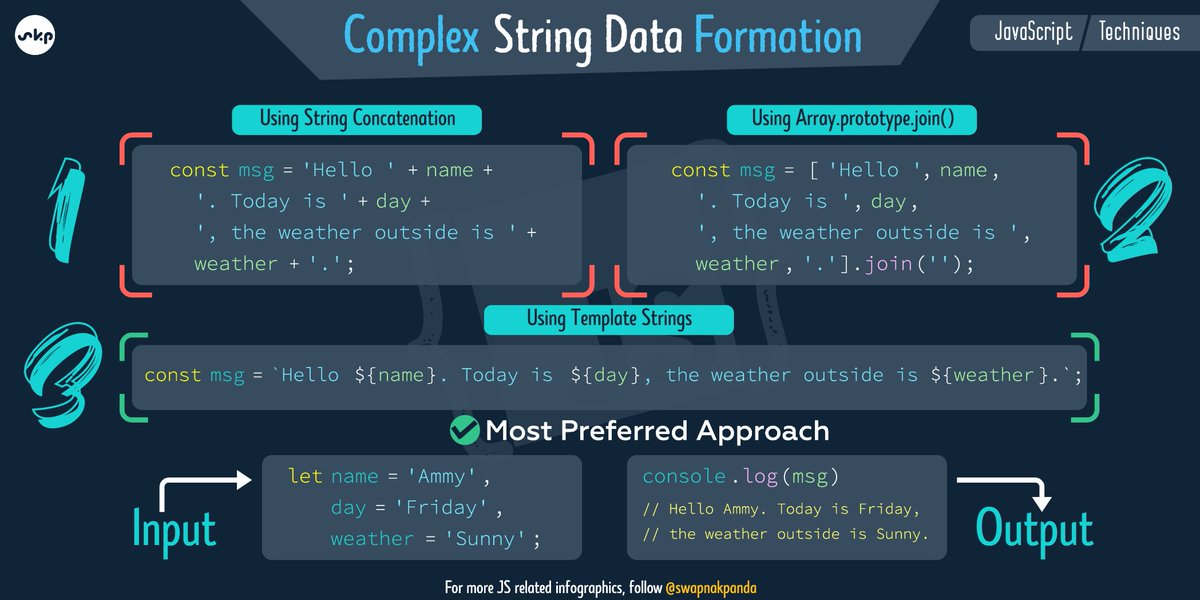 skp
Complex String Data Formation
JavaScript
Techniques
Using String Concatenation
1
const msg = 'Hello ' + name +
'. Today is ' + day +
', the weather outside is ' +
weather + '.';
Using Array.prototype.join()
2
const msg = [ 'Hello ', name,
'. Today is ', day,
', the weather outside is ',
weather, '.'].join('');
Using Template Strings
3
const msg = `Hello ${name}. Today is ${day}, the weather outside is ${weather}.`;
Most Preferred Approach
Input
let name = 'Ammy',
day = 'Friday',
weather = 'Sunny';
console.log(msg)
// Hello Ammy. Today is Friday,
// the weather outside is Sunny.
Output
For more JS related infographics, follow @swapnakpanda